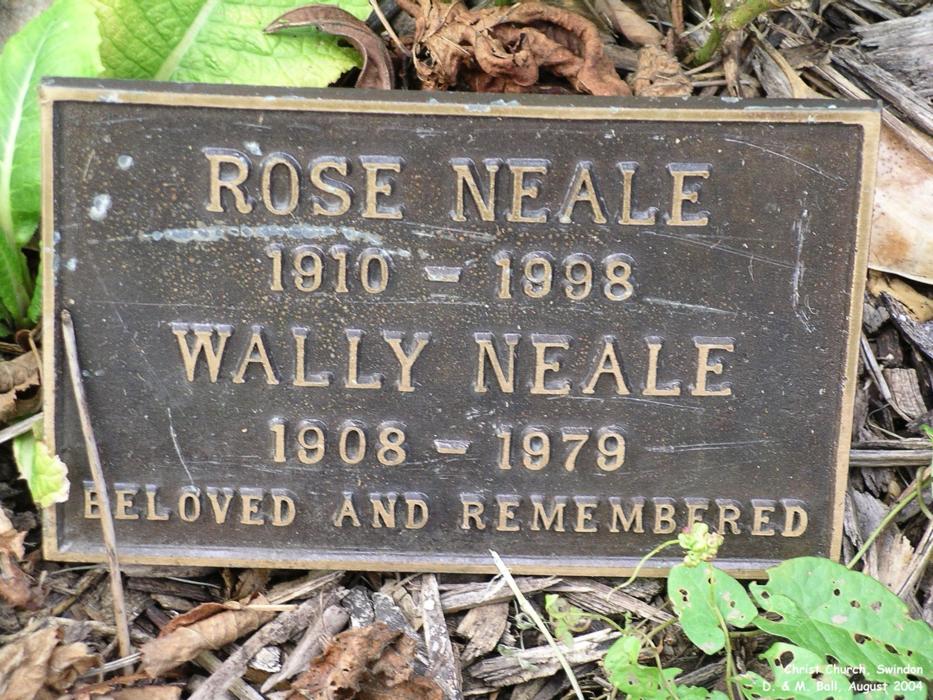 ROSE NEALE
1910 - 1998
WALLY NEALE
1908 - 1979
BELOVED AND REMEMBERED
Christ Church, Swindon
D. & M. Ball, August 2004